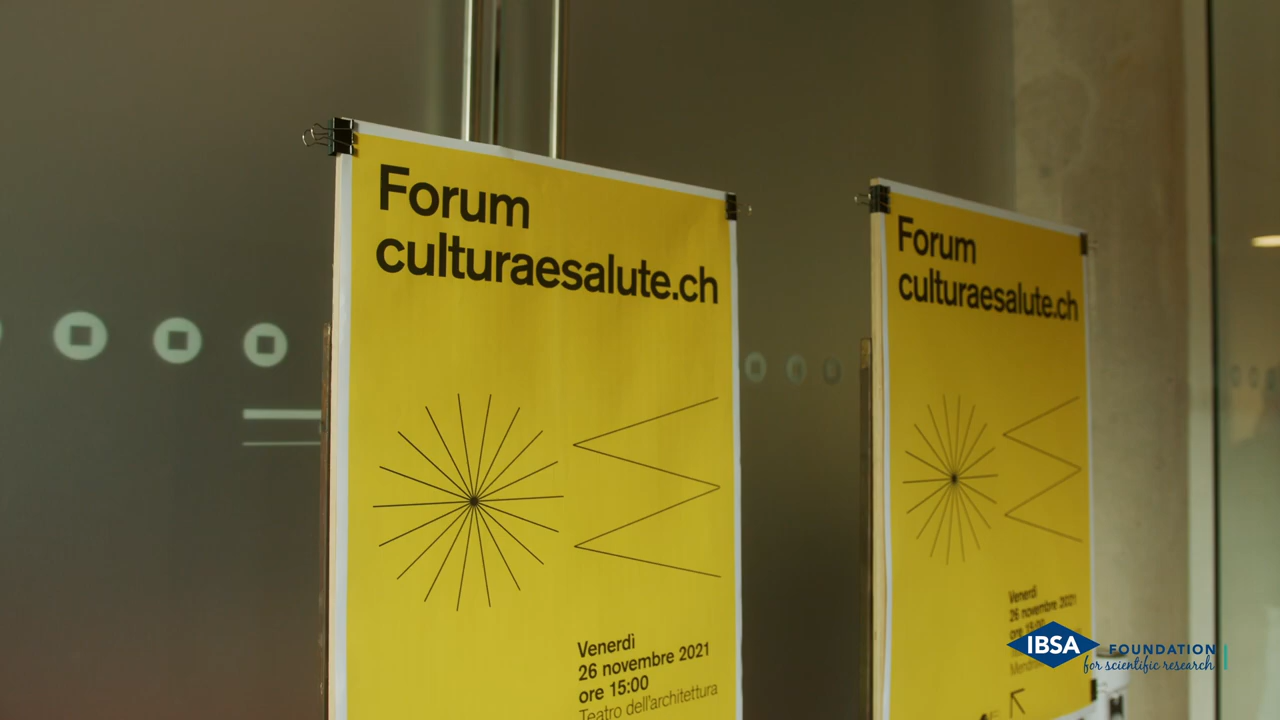 Forum
culturaesalute.ch
Venerdì
26 novembre 2021
ore 15:00
Teatro dell'architettura
Forum
culturaesalute.ch
Venerdì
26 novembre 2021
ore 15:00
IBSA FOUNDATION
for scientific research